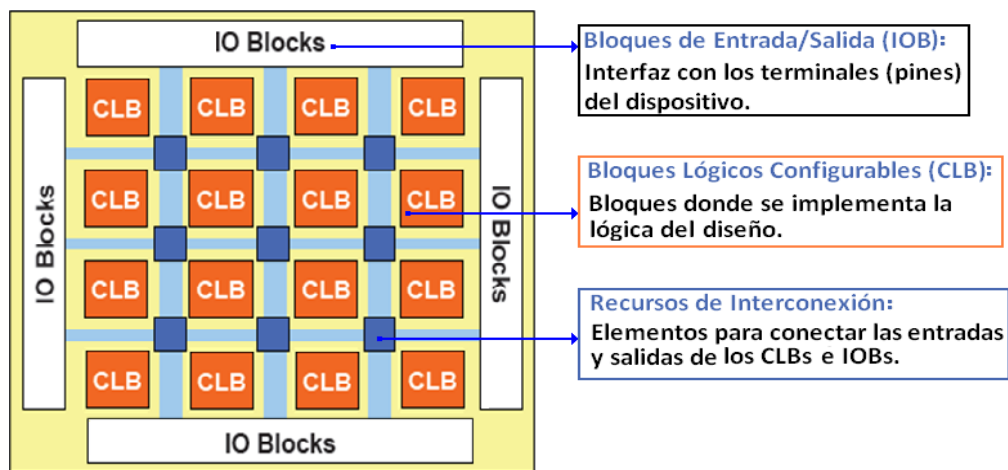 IO Blocks
IO Blocks
IO Blocks
IO Blocks
CLB CLB CLB CLB
CLB CLB CLB CLB
CLB CLB CLB CLB
CLB CLB CLB CLB
Bloques de Entrada/Salida (IOB):
Interfaz con los terminales (pines)
del dispositivo.
Bloques Lógicos Configurables (CLB):
Bloques donde se implementa la
lógica del diseño.
Recursos de Interconexión:
Elementos para conectar las entradas
y salidas de los CLBs e IOBs.